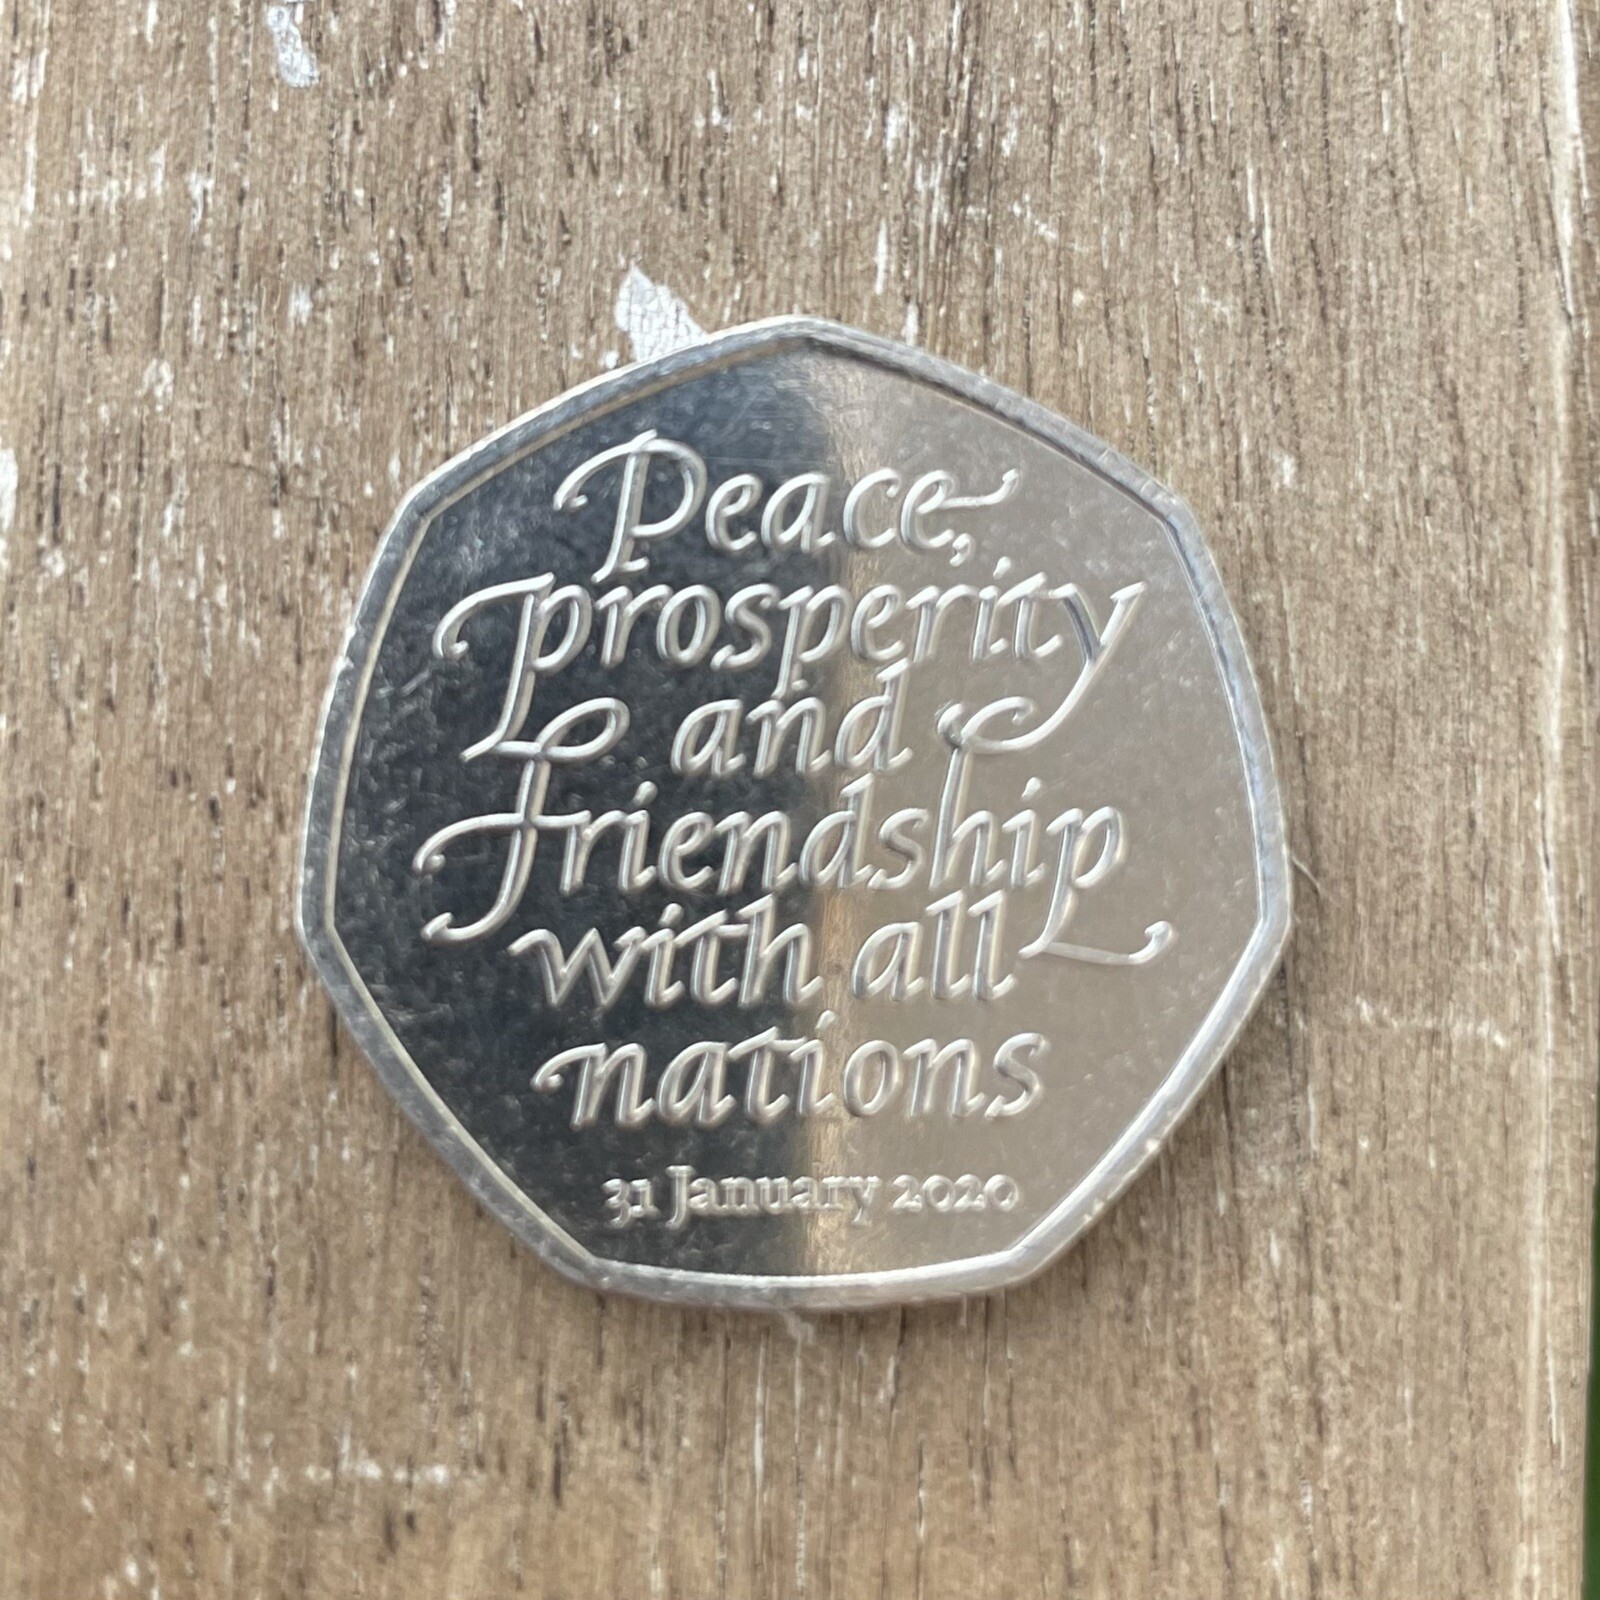 Peace,
prosperity
and
friendship
with all
nations
31 January 2020